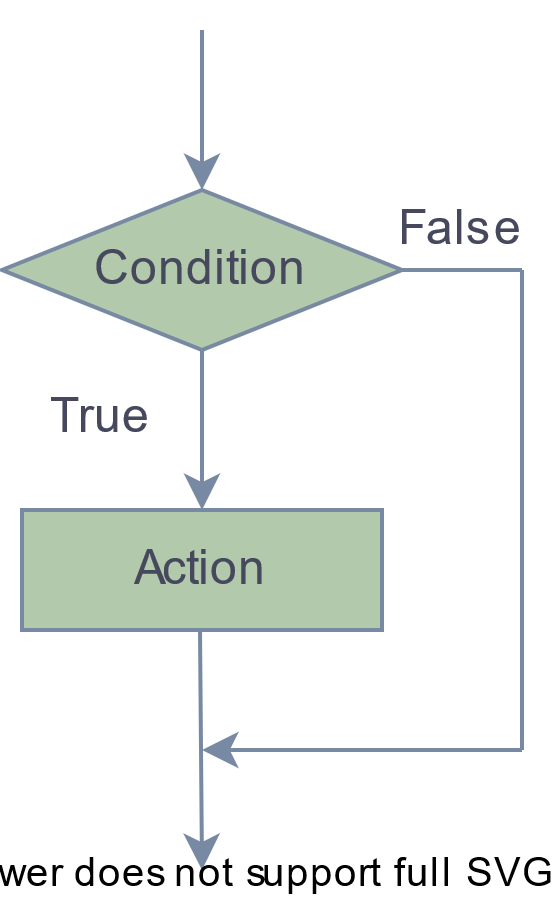 False
Condition
True
Action
wer does not support full SVG